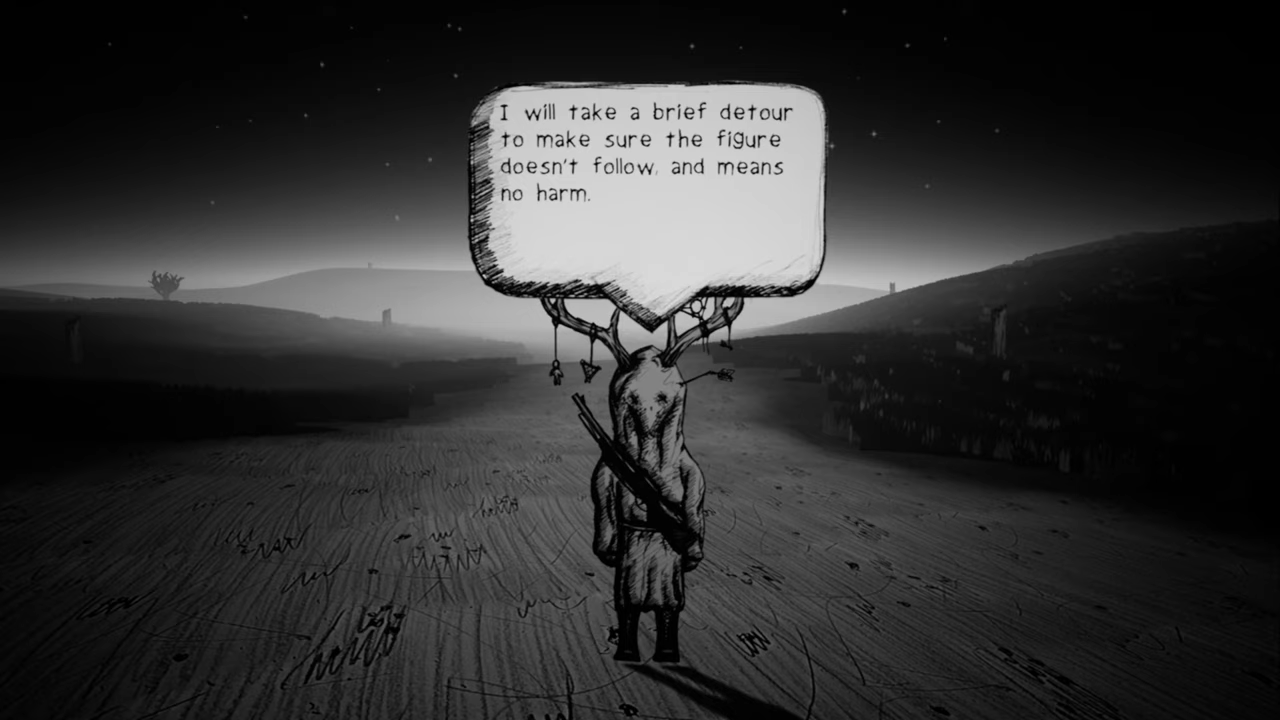 I will take a brief detour
to make sure the figure
doesn't follow, and means
no harm.